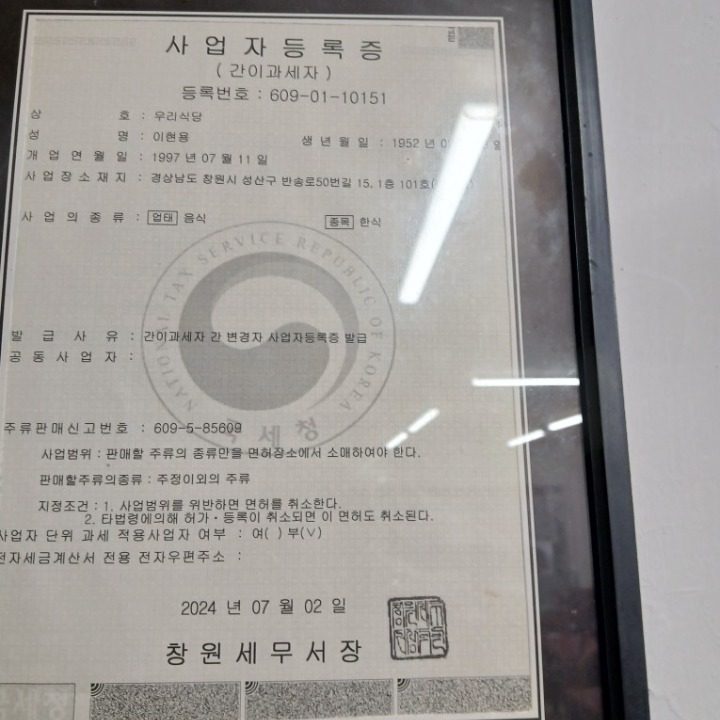 사업자등록증
( 간이과세자 )
등록번호 : 609-01-10151
상 호 : 우리식당
성 명 : 이현용 생 년 월 일 : 1952 년
개 업 연 월 일 : 1997 년 07 월 11 일
사 업 장 소 재 지 : 경상남도 창원시 성산구 반송로50번길 15, 1층 101호
사 업 의 종 류 : 업태 음식 종목 한식
NATIONAL TAX SERVICE REPUBLIC OF KOREA
발 급 사 유 : 간이과세자 간 변경자 사업자등록증 발급
공 동 사 업 자 :
국세청
주류판매신고번호 : 609-5-85609
사업범위 : 판매할 주류의 종류만을 면허장소에서 소매하여야 한다.
판매할주류의종류 : 주정이외의 주류
지정조건 : 1. 사업범위를 위반하면 면허를 취소한다.
2. 타법령에의해 허가·등록이 취소되면 이 면허도 취소된다.
사업자 단위 과세 적용사업자 여부 : 여( ) 부(∨)
전자세금계산서 전용 전자우편주소 :
2024 년 07 월 02 일
창원세무서장
국세청